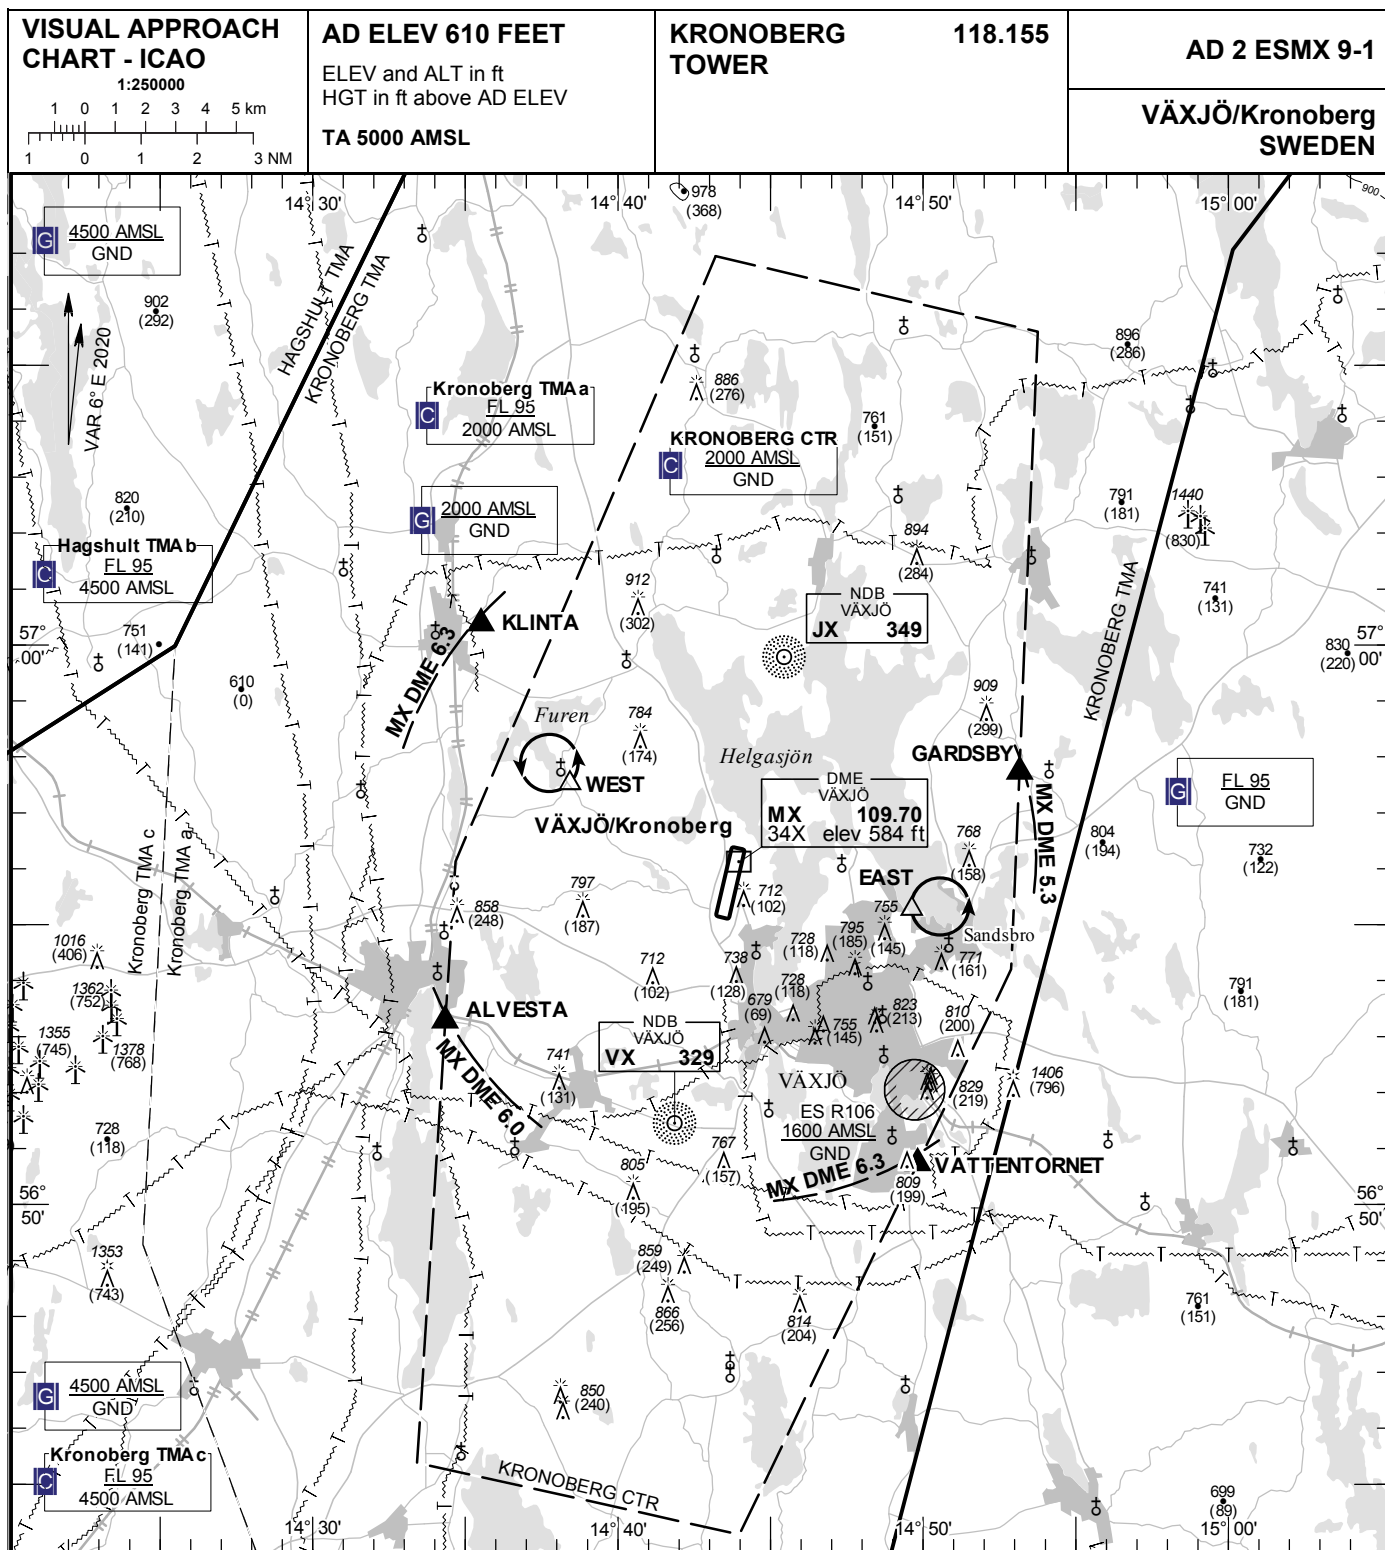 VISUAL APPROACH
CHART - ICAO
1:250000
1 0 1 2 3 4 5 km
1 0 1 2 3 NM
AD ELEV 610 FEET
ELEV and ALT in ft
HGT in ft above AD ELEV
TA 5000 AMSL
KRONOBERG
TOWER
118.155
AD 2 ESMX 9-1
VÄXJÖ/Kronoberg
SWEDEN
14° 30'
14° 40'
14° 50'
15° 00'
978
(368)
900
G
4500 AMSL
GND
902
(292)
VAR 6° E 2020
HAGSHULT TMA
KRONOBERG TMA
896
(286)
886
(276)
Kronoberg TMA a
C
FL 95
2000 AMSL
761
(151)
KRONOBERG CTR
C
2000 AMSL
GND
820
(210)
G
2000 AMSL
GND
791
(181)
1440
(830)
894
(284)
Hagshult TMA b
C
FL 95
4500 AMSL
912
(302)
NDB
VÄXJÖ
JX 349
741
(131)
KLINTA
751
(141)
57°
00'
57°
00'
830
(220)
KRONOBERG TMA
MX DME 6.3
610
(0)
909
(299)
784
(174)
Furen
Helgasjön
GARDSBY
WEST
DME
VÄXJÖ
MX 109.70
34X elev 584 ft
G
FL 95
GND
VÄXJÖ/Kronoberg
MX DME 5.3
768
(158)
804
(194)
732
(122)
EAST
Kronoberg TMA c
Kronoberg TMA a
858
(248)
797
(187)
712
(102)
755
(145)
Sandsbro
795
(185)
728
(118)
771
(161)
1016
(406)
712
(102)
738
(128)
728
(118)
791
(181)
1362
(752)
679
(69)
823
(213)
810
(200)
ALVESTA
755
(145)
NDB
VÄXJÖ
VX 329
1355
(745)
1378
(768)
MX DME 6.0
741
(131)
VÄXJÖ
829
(219)
1406
(796)
ES R106
1600 AMSL
GND
728
(118)
767
(157)
MX DME 6.3
VATTENTORNET
809
(199)
805
(195)
56°
50'
56°
50'
1353
(743)
859
(249)
866
(256)
814
(204)
761
(151)
G
4500 AMSL
GND
850
(240)
Kronoberg TMA c
C
FL 95
4500 AMSL
KRONOBERG CTR
699
(89)
14° 30'
14° 40'
14° 50'
15° 00'